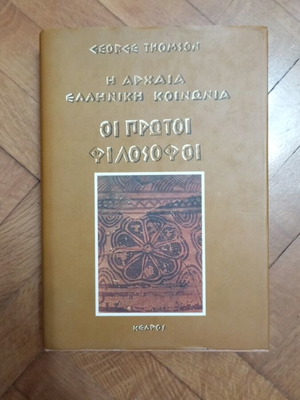 GEORGE THOMSON
Η ΑΡΧΑΙΑ
ΕΛΛΗΝΙΚΗ ΚΟΙΝΩΝΙΑ
ΟΙ ΠΡΩΤΟΙ
ΦΙΛΟΣΟΦΟΙ
ΚΕΔΡΟΣ